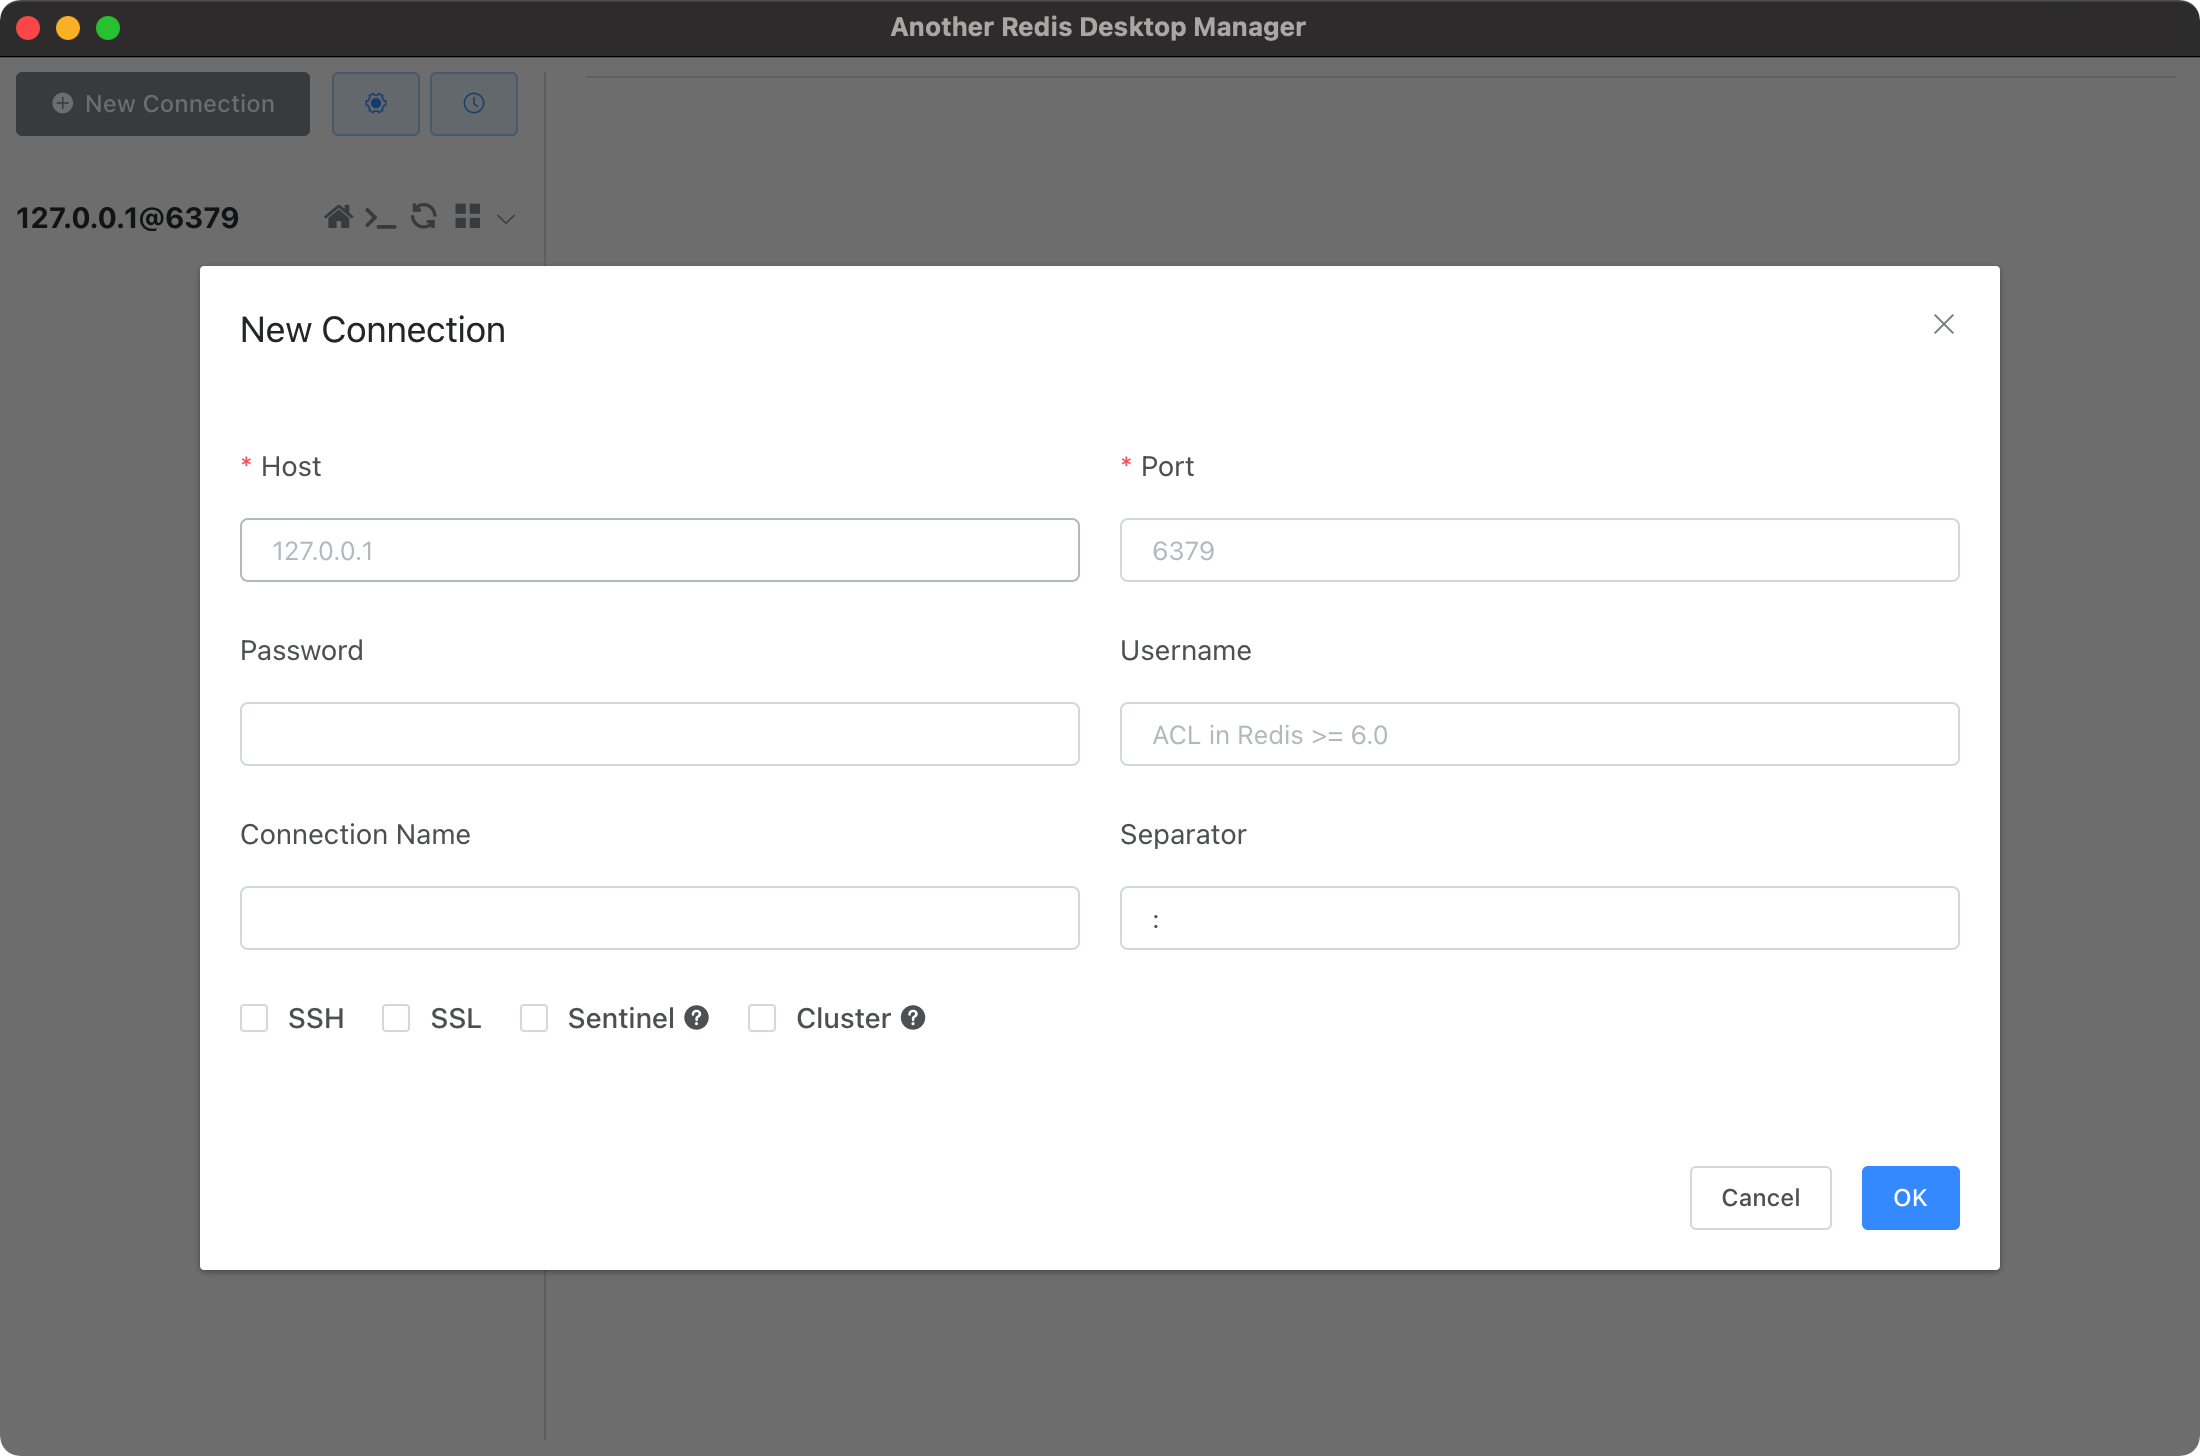 Another Redis Desktop Manager
New Connection
127.0.0.1@6379
New Connection
* Host
* Port
127.0.0.1
6379
Password
Username
ACL in Redis >= 6.0
Connection Name
Separator
:
SSH SSL Sentinel ? Cluster ?
Cancel OK